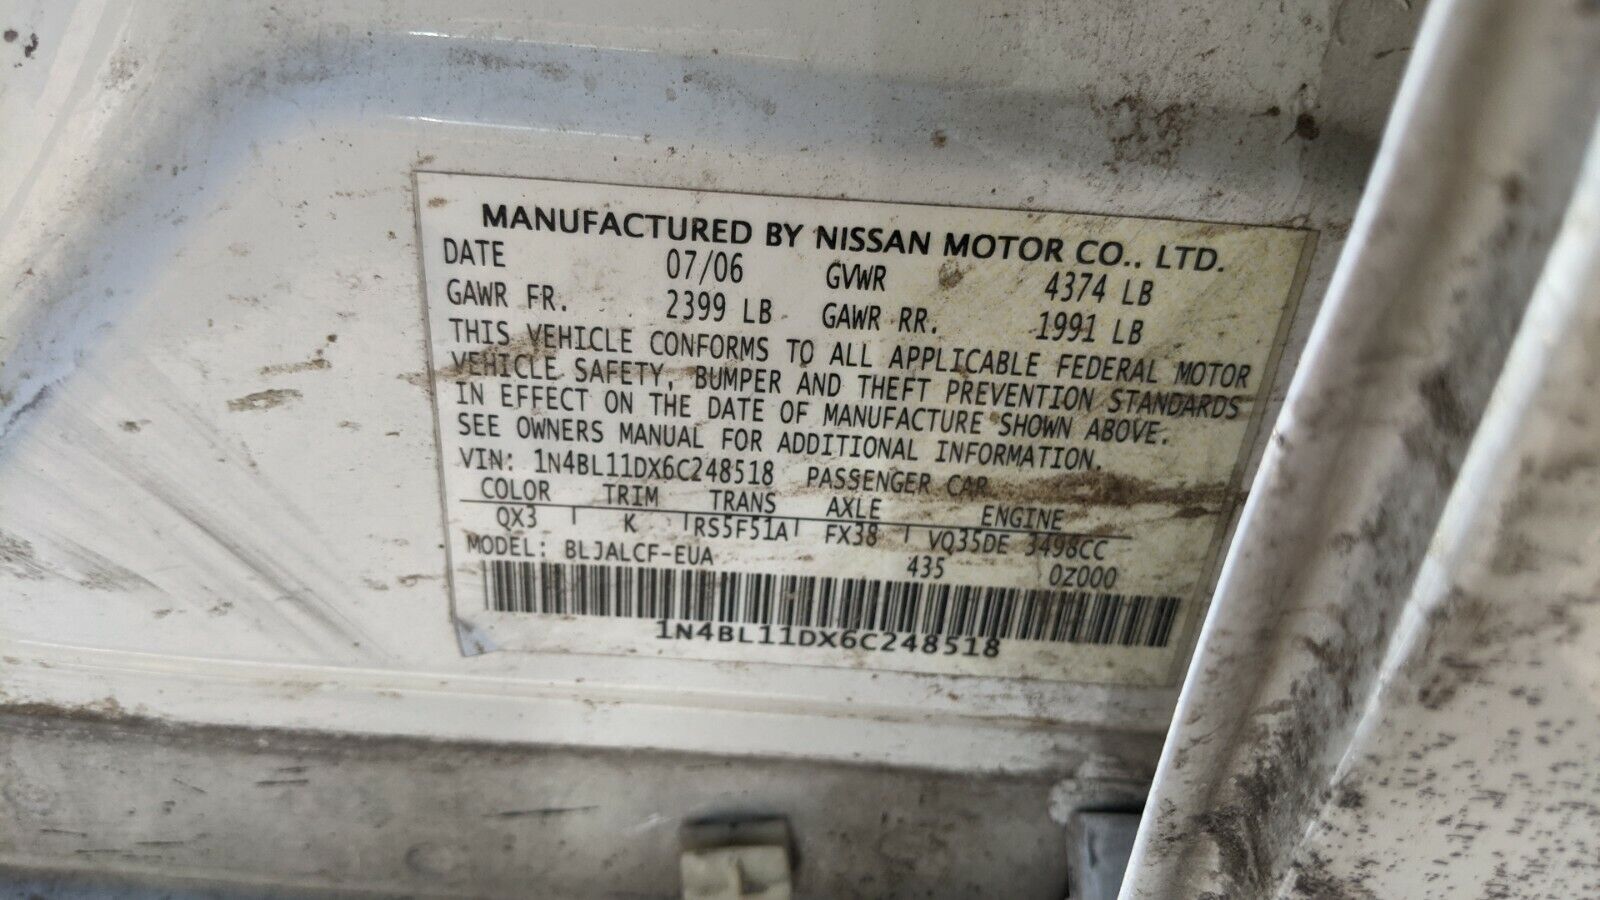 MANUFACTURED BY NISSAN MOTOR CO., LTD.
DATE 07/06 GVWR 4374 LB
GAWR FR. 2399 LB GAWR RR. 1991 LB
THIS VEHICLE CONFORMS TO ALL APPLICABLE FEDERAL MOTOR
VEHICLE SAFETY, BUMPER AND THEFT PREVENTION STANDARDS
IN EFFECT ON THE DATE OF MANUFACTURE SHOWN ABOVE.
SEE OWNERS MANUAL FOR ADDITIONAL INFORMATION.
VIN: 1N4BL11DX6C248518 PASSENGER CAR
COLOR TRIM TRANS AXLE ENGINE
QX3 K RS5F51A FX38 VQ35DE 3498CC
MODEL: BLJALCF-EUA 435 0Z000
1N4BL11DX6C248518